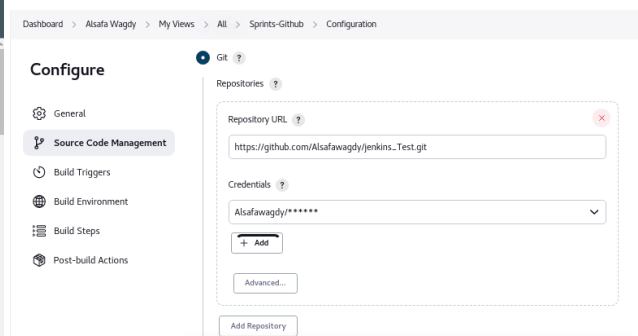 Dashboard > Alsafa Wagdy > My Views > All > Sprints-Github > Configuration
Configure
General
Source Code Management
Build Triggers
Build Environment
Build Steps
Post-build Actions
Git ?
Repositories ?
Repository URL ?
https://github.com/Alsafawagdy/jenkins_Test.git
Credentials ?
Alsafawagdy/******
+ Add
Advanced...
Add Repository